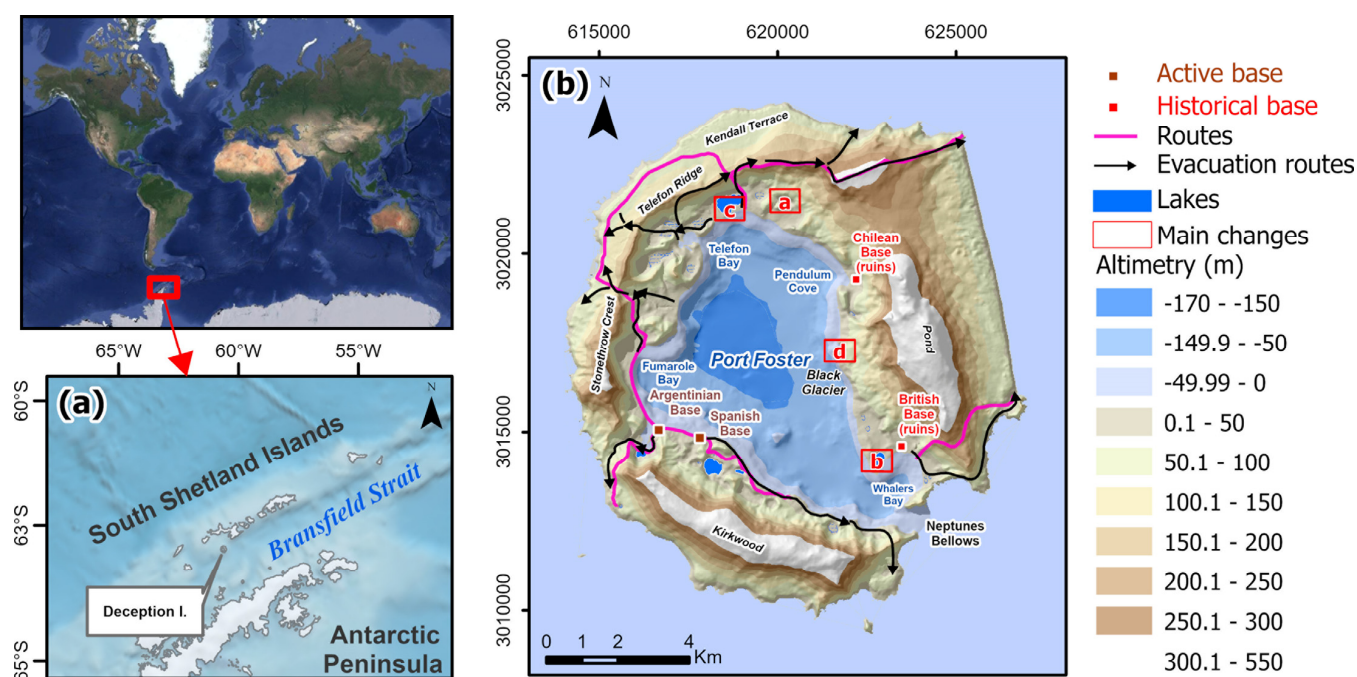 65°W
60°W
55°W
60°S
63°S
65°S
(a)
N
South Shetland Islands
Bransfield Strait
Deception I.
Antarctic
Peninsula
615000
620000
625000
3025000
3020000
3015000
3010000
(b)
N
Kendall Terrace
Telefon Ridge
c
a
Telefon
Bay
Chilean
Base
(ruins)
Pendulum
Cove
Stonethrow Crest
Port Foster
d
Pond
Black
Glacier
Fumarole
Bay
Argentinian
Base
Spanish
Base
British
Base
(ruins)
b
Whalers
Bay
Kirkwood
Neptunes
Bellows
0 1 2 4
Km
Active base
Historical base
Routes
Evacuation routes
Lakes
Main changes
Altimetry (m)
-170 - -150
-149.9 - -50
-49.99 - 0
0.1 - 50
50.1 - 100
100.1 - 150
150.1 - 200
200.1 - 250
250.1 - 300
300.1 - 550